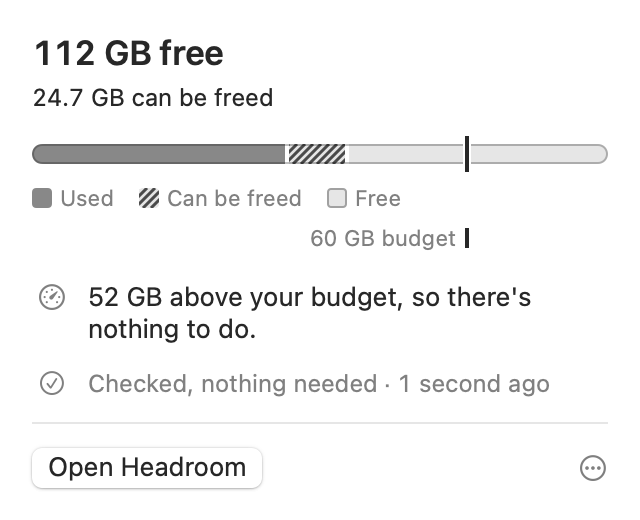 112 GB free
24.7 GB can be freed
Used Can be freed Free
60 GB budget
52 GB above your budget, so there's
nothing to do.
Checked, nothing needed · 1 second ago
Open Headroom